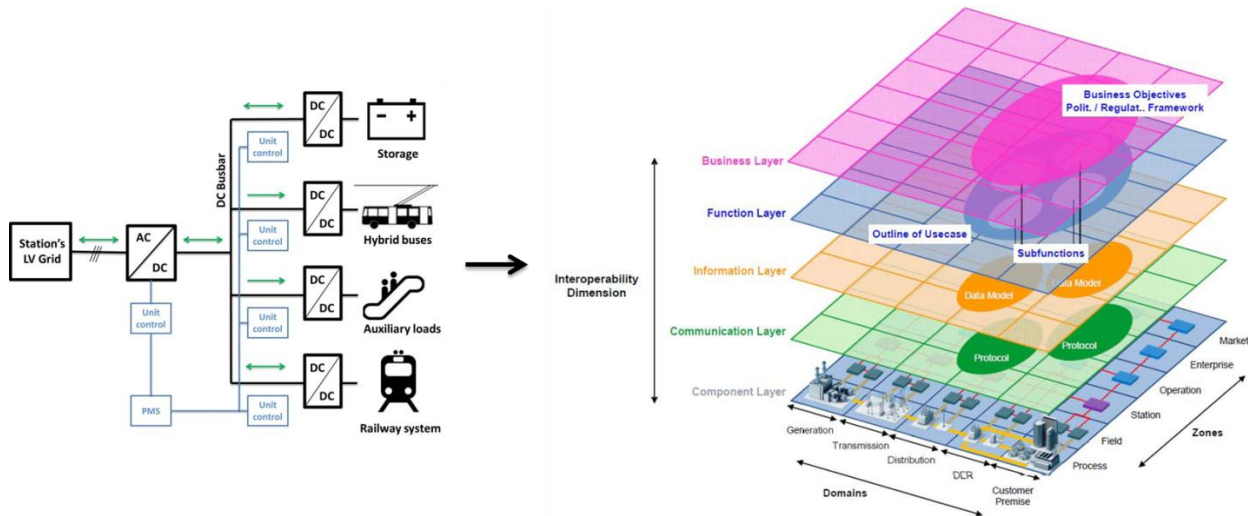 DC
DC
Storage
Unit
control
DC Busbar
DC
DC
Hybrid buses
Unit
control
Station's
LV Grid
AC
DC
DC
DC
Auxiliary loads
Unit
control
Unit
control
DC
DC
Railway system
PMS
Unit
control
Business Objectives
Polit. / Regulat.. Framework
Business Layer
Function Layer
Outline of Usecase
Subfunctions
Interoperability
Dimension
Information Layer
Data Model
Data Model
Communication Layer
Protocol
Protocol
Component Layer
Market
Enterprise
Operation
Station
Field
Process
Zones
Generation
Transmission
Distribution
DER
Customer
Premise
Domains